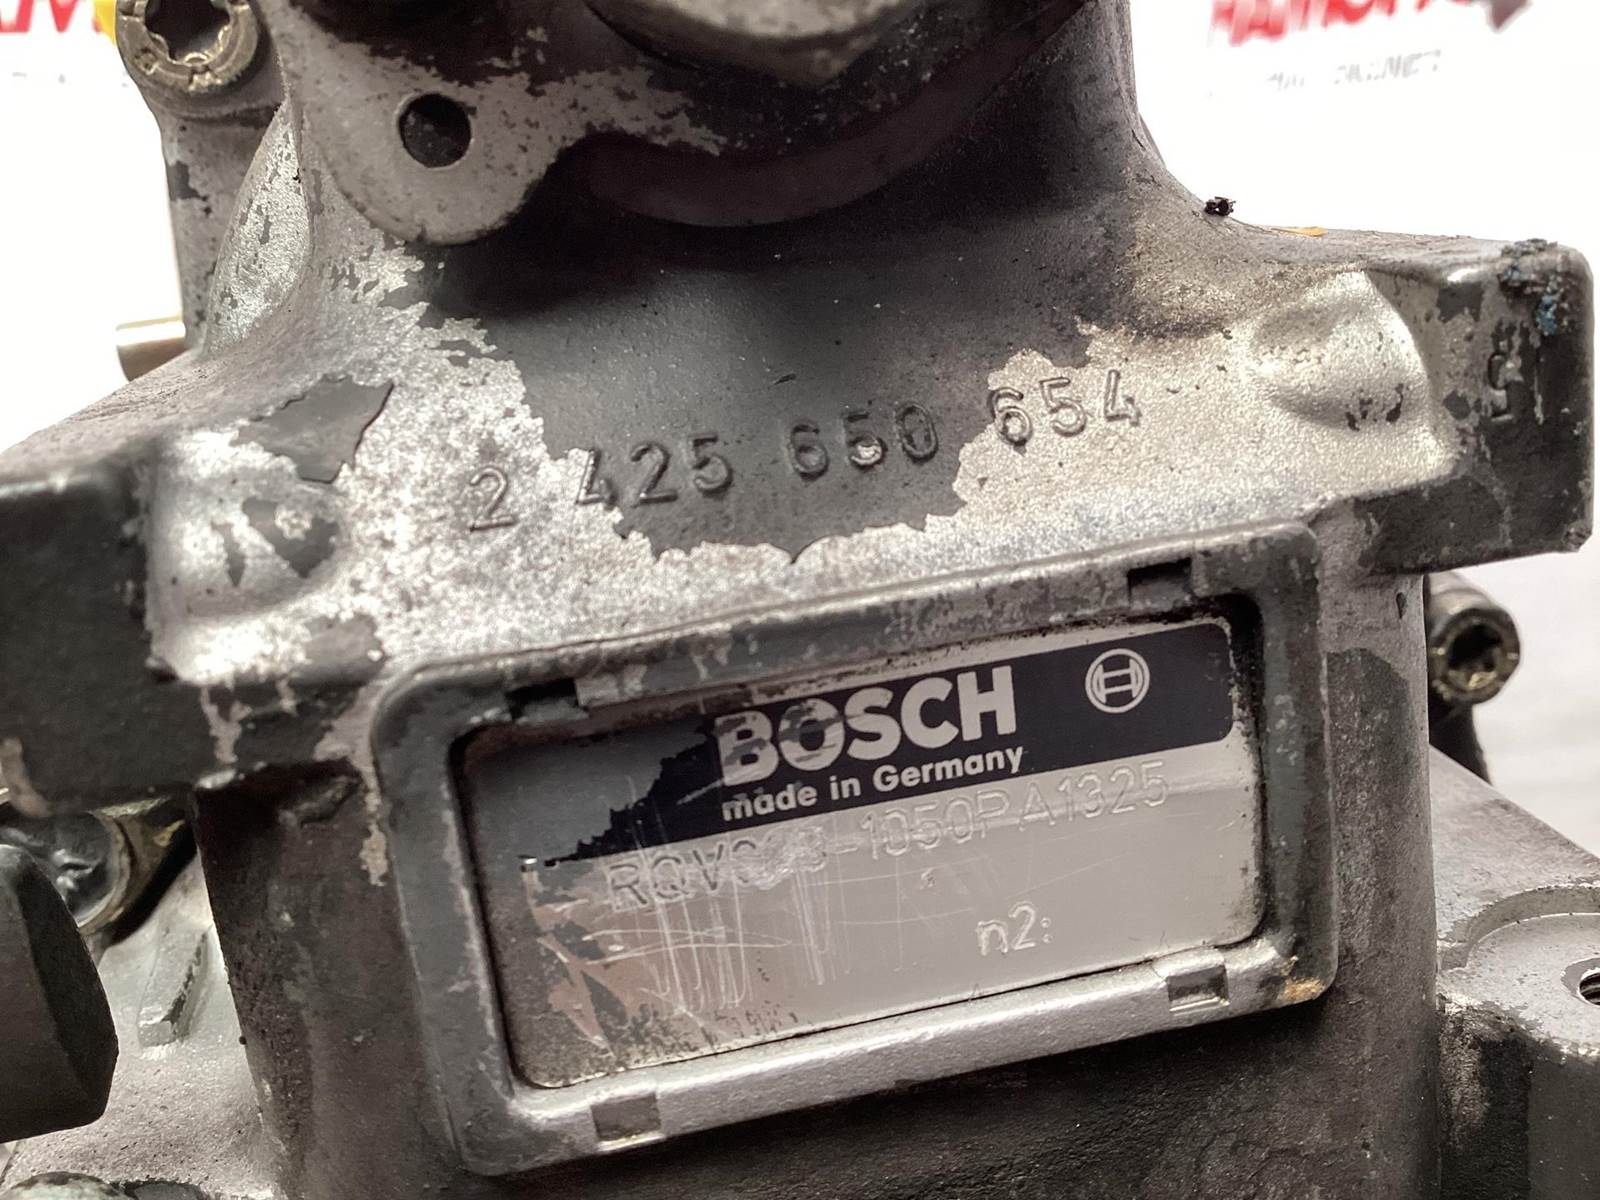 2 425 650 654
BOSCH
made in Germany
-1050PA1325
n2: